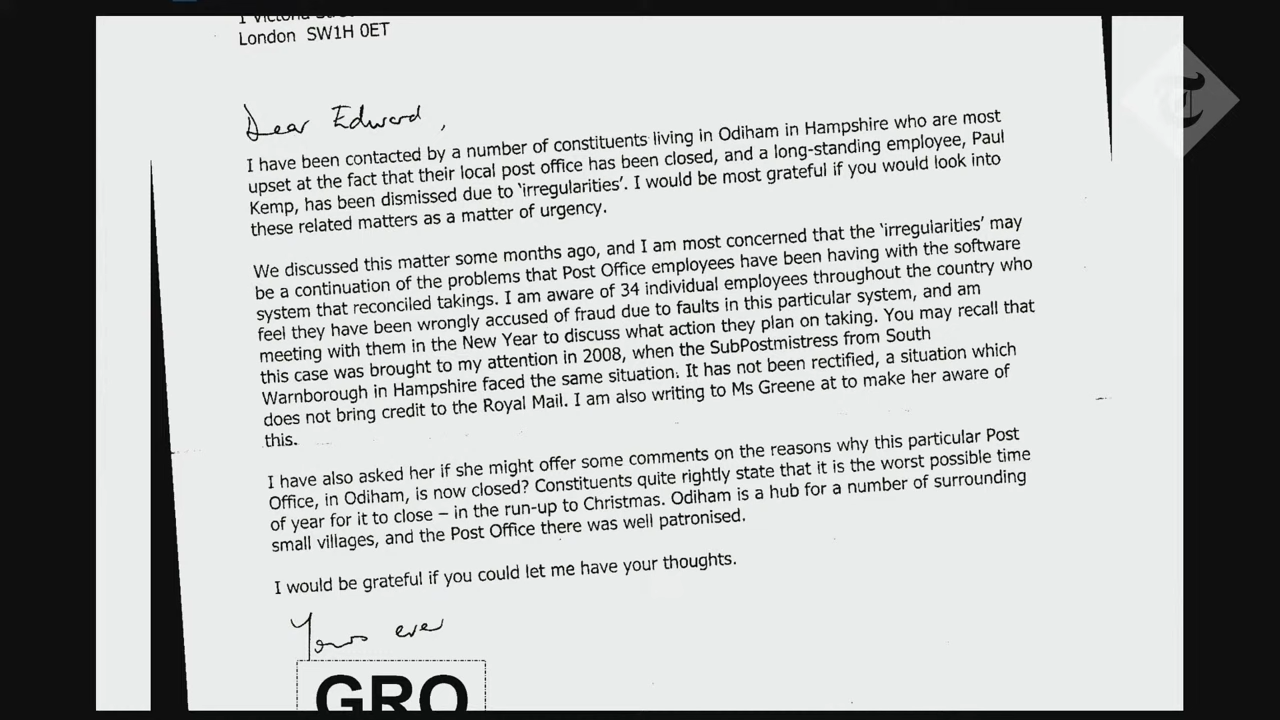 1 Victoria
London SW1H 0ET
Dear Edward,
I have been contacted by a number of constituents living in Odiham in Hampshire who are most
upset at the fact that their local post office has been closed, and a long-standing employee, Paul
Kemp, has been dismissed due to ‘irregularities’. I would be most grateful if you would look into
these related matters as a matter of urgency.
We discussed this matter some months ago, and I am most concerned that the ‘irregularities’ may
be a continuation of the problems that Post Office employees have been having with the software
system that reconciled takings. I am aware of 34 individual employees throughout the country who
feel they have been wrongly accused of fraud due to faults in this particular system, and am
meeting with them in the New Year to discuss what action they plan on taking. You may recall that
this case was brought to my attention in 2008, when the SubPostmistress from South
Warnborough in Hampshire faced the same situation. It has not been rectified, a situation which
does not bring credit to the Royal Mail. I am also writing to Ms Greene at to make her aware of
this.
I have also asked her if she might offer some comments on the reasons why this particular Post
Office, in Odiham, is now closed? Constituents quite rightly state that it is the worst possible time
of year for it to close – in the run-up to Christmas. Odiham is a hub for a number of surrounding
small villages, and the Post Office there was well patronised.
I would be grateful if you could let me have your thoughts.
Yours ever
GRO
T